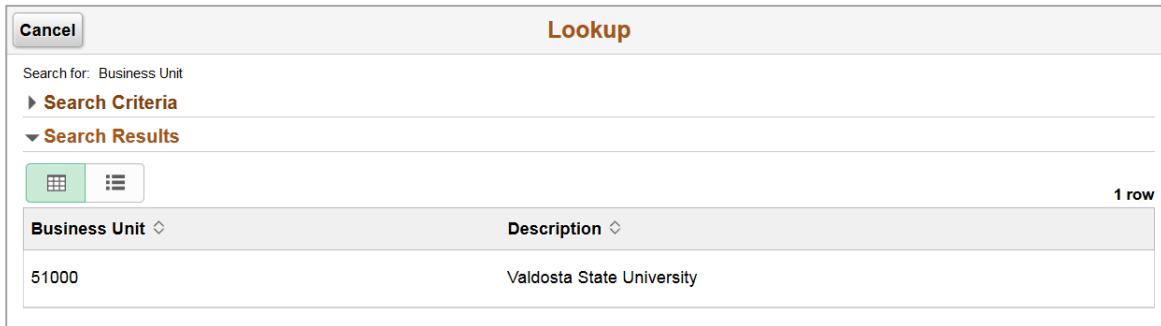 Cancel
Lookup
Search for: Business Unit
Search Criteria
Search Results
1 row
Business Unit Description
51000 Valdosta State University